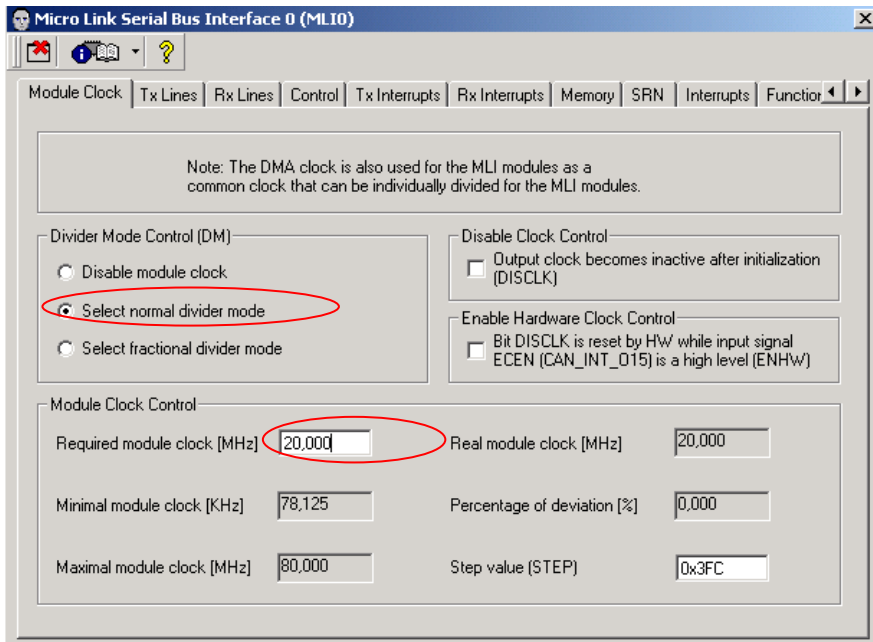 Micro Link Serial Bus Interface 0 (MLI0)
Module Clock Tx Lines Rx Lines Control Tx Interrupts Rx Interrupts Memory SRN Interrupts Function
Note: The DMA clock is also used for the MLI modules as a
common clock that can be individually divided for the MLI modules.
Divider Mode Control (DM)
Disable module clock
Select normal divider mode
Select fractional divider mode
Disable Clock Control
Output clock becomes inactive after initialization
(DISCLK)
Enable Hardware Clock Control
Bit DISCLK is reset by HW while input signal
ECEN (CAN_INT_O15) is a high level (ENHW)
Module Clock Control
Required module clock [MHz] 20,000 Real module clock [MHz] 20,000
Minimal module clock [KHz] 78,125 Percentage of deviation [%] 0,000
Maximal module clock [MHz] 80,000 Step value (STEP) 0x3FC